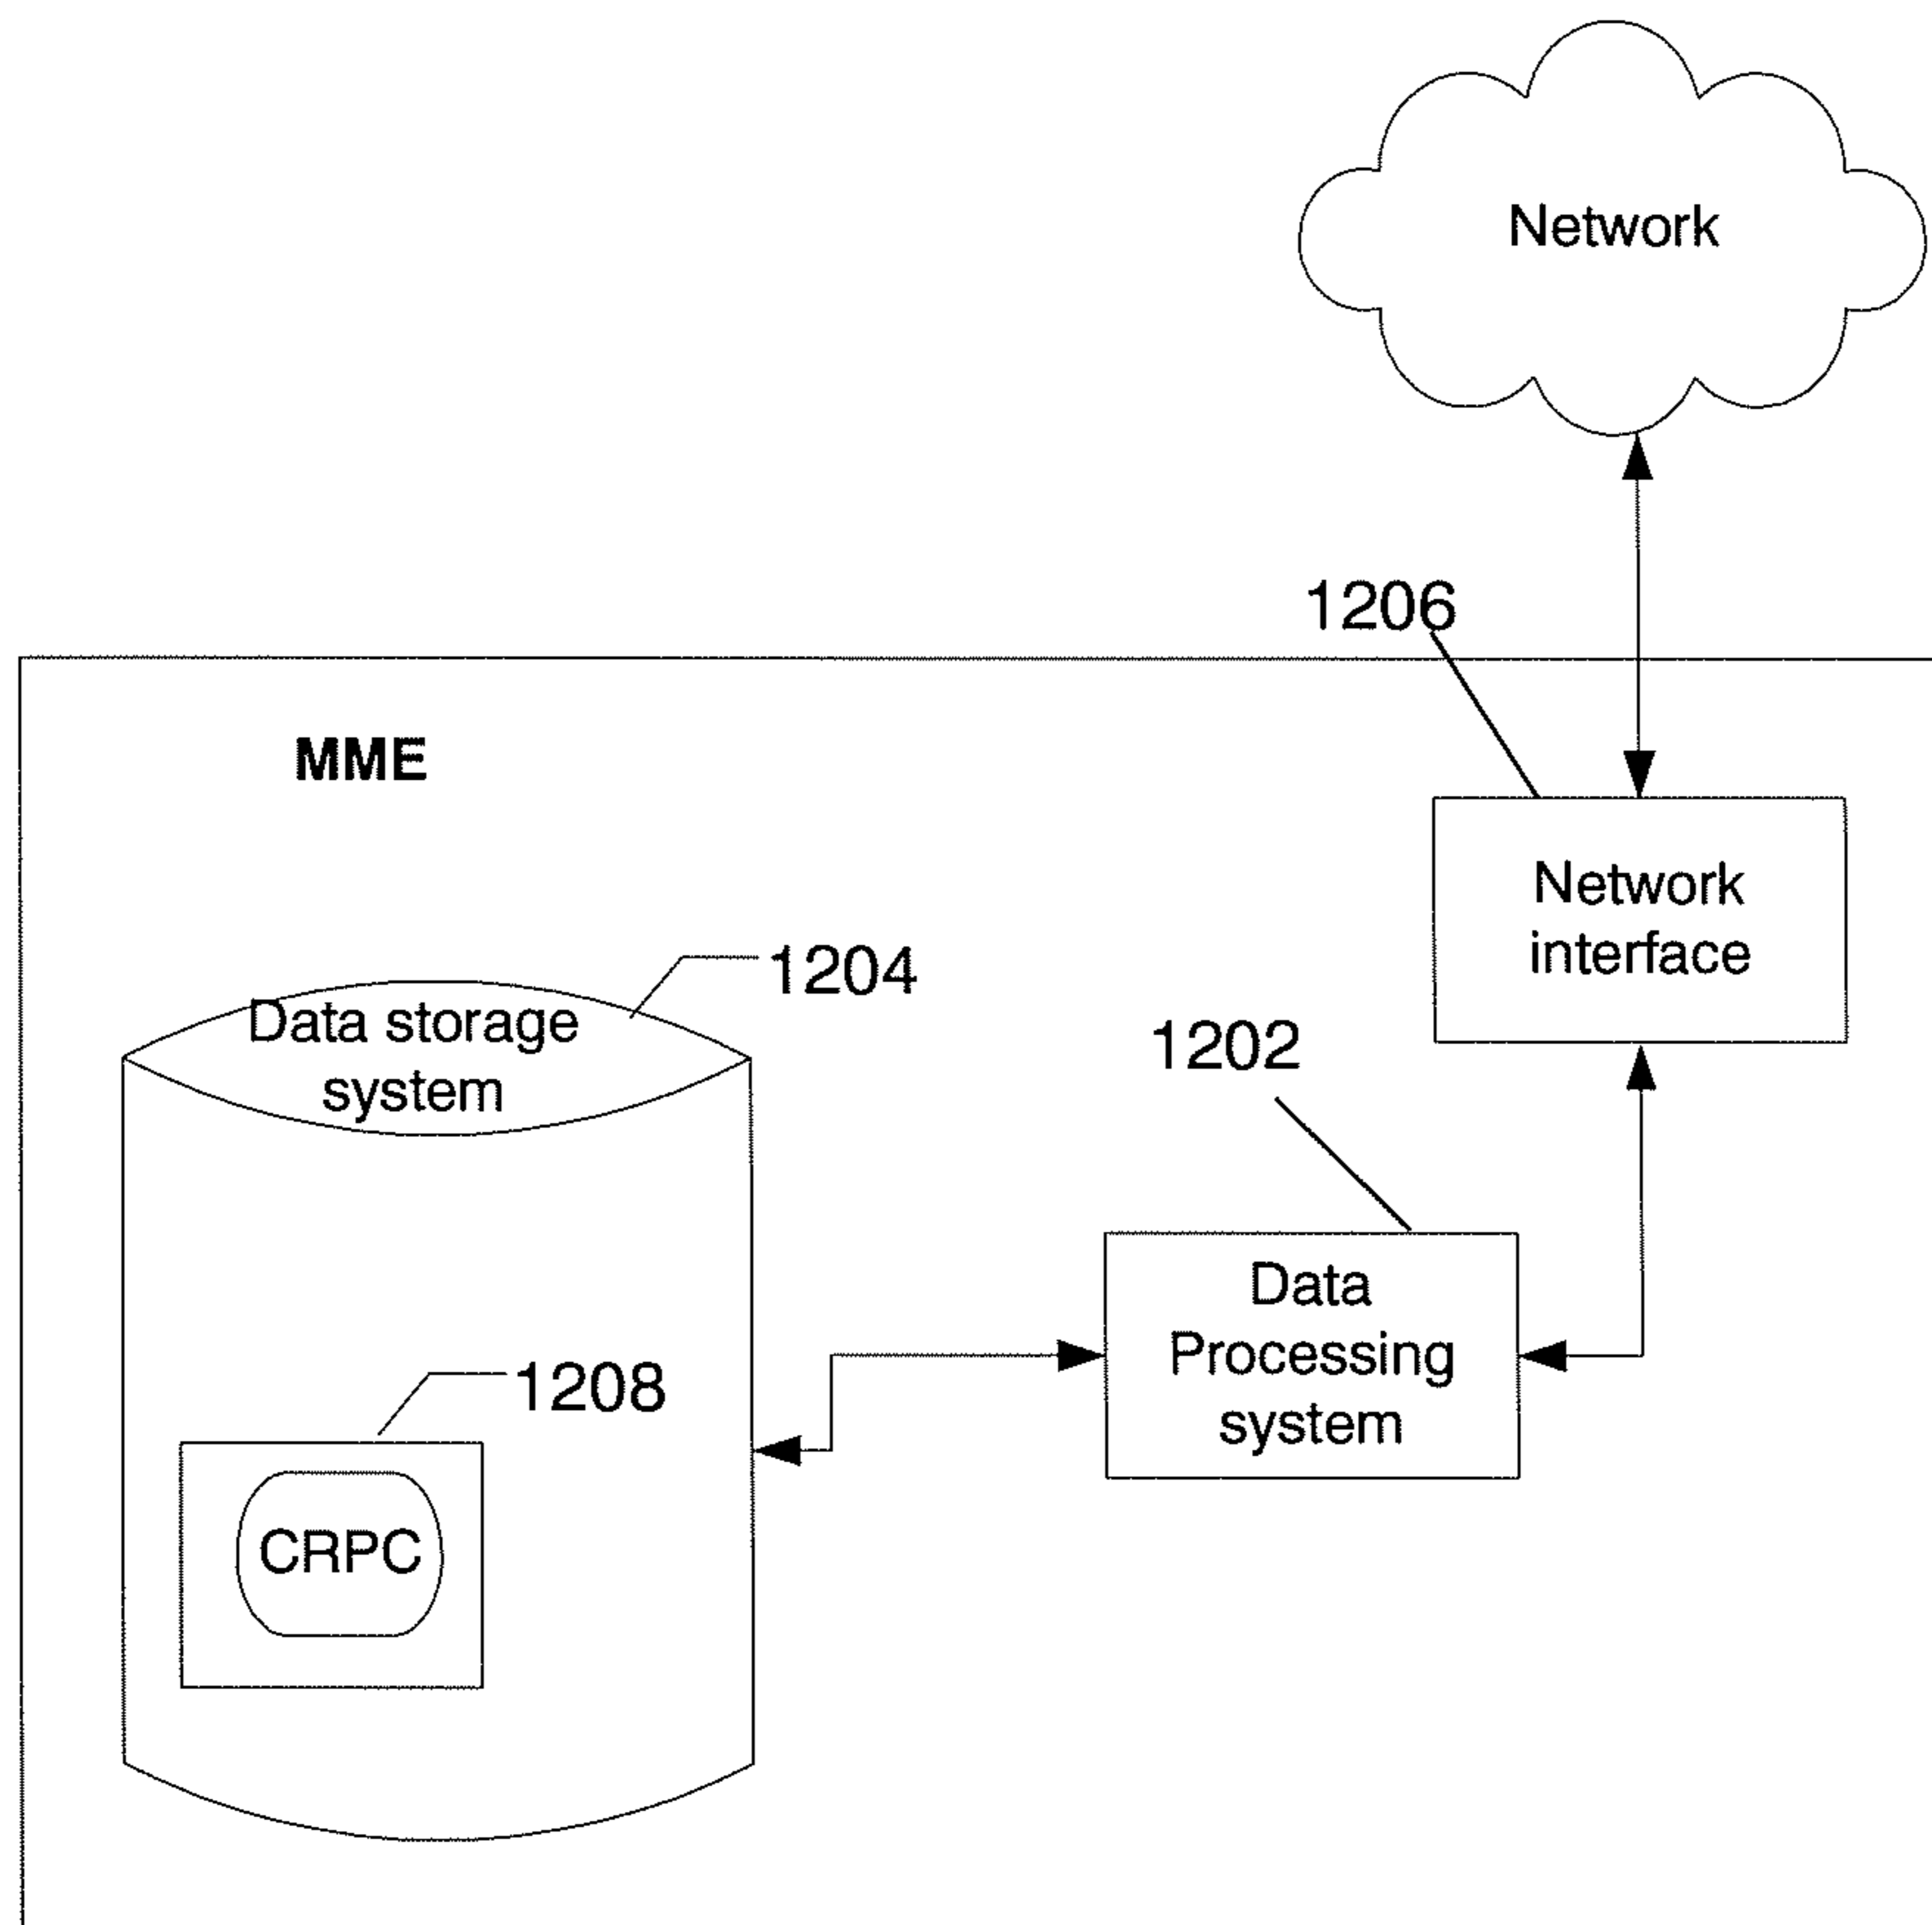 Network
1206
MME
Network
interface
1204
Data storage
system
1202
Data
Processing
system
1208
CRPC